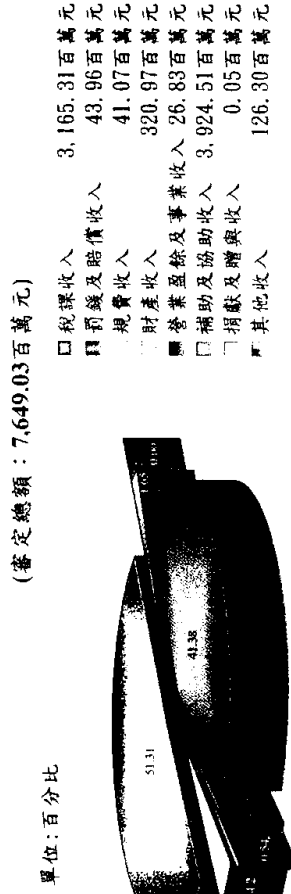 (審定總額：7,649.03百萬元)
單位：百分比
稅課收入 3,165.31百萬元
罰鍰及賠償收入 43.96百萬元
規費收入 41.07百萬元
財產收入 320.97百萬元
營業盈餘及事業收入 26.83百萬元
補助及協助收入 3,924.51百萬元
捐獻及贈與收入 0.05百萬元
其他收入 126.30百萬元
51.31
41.38